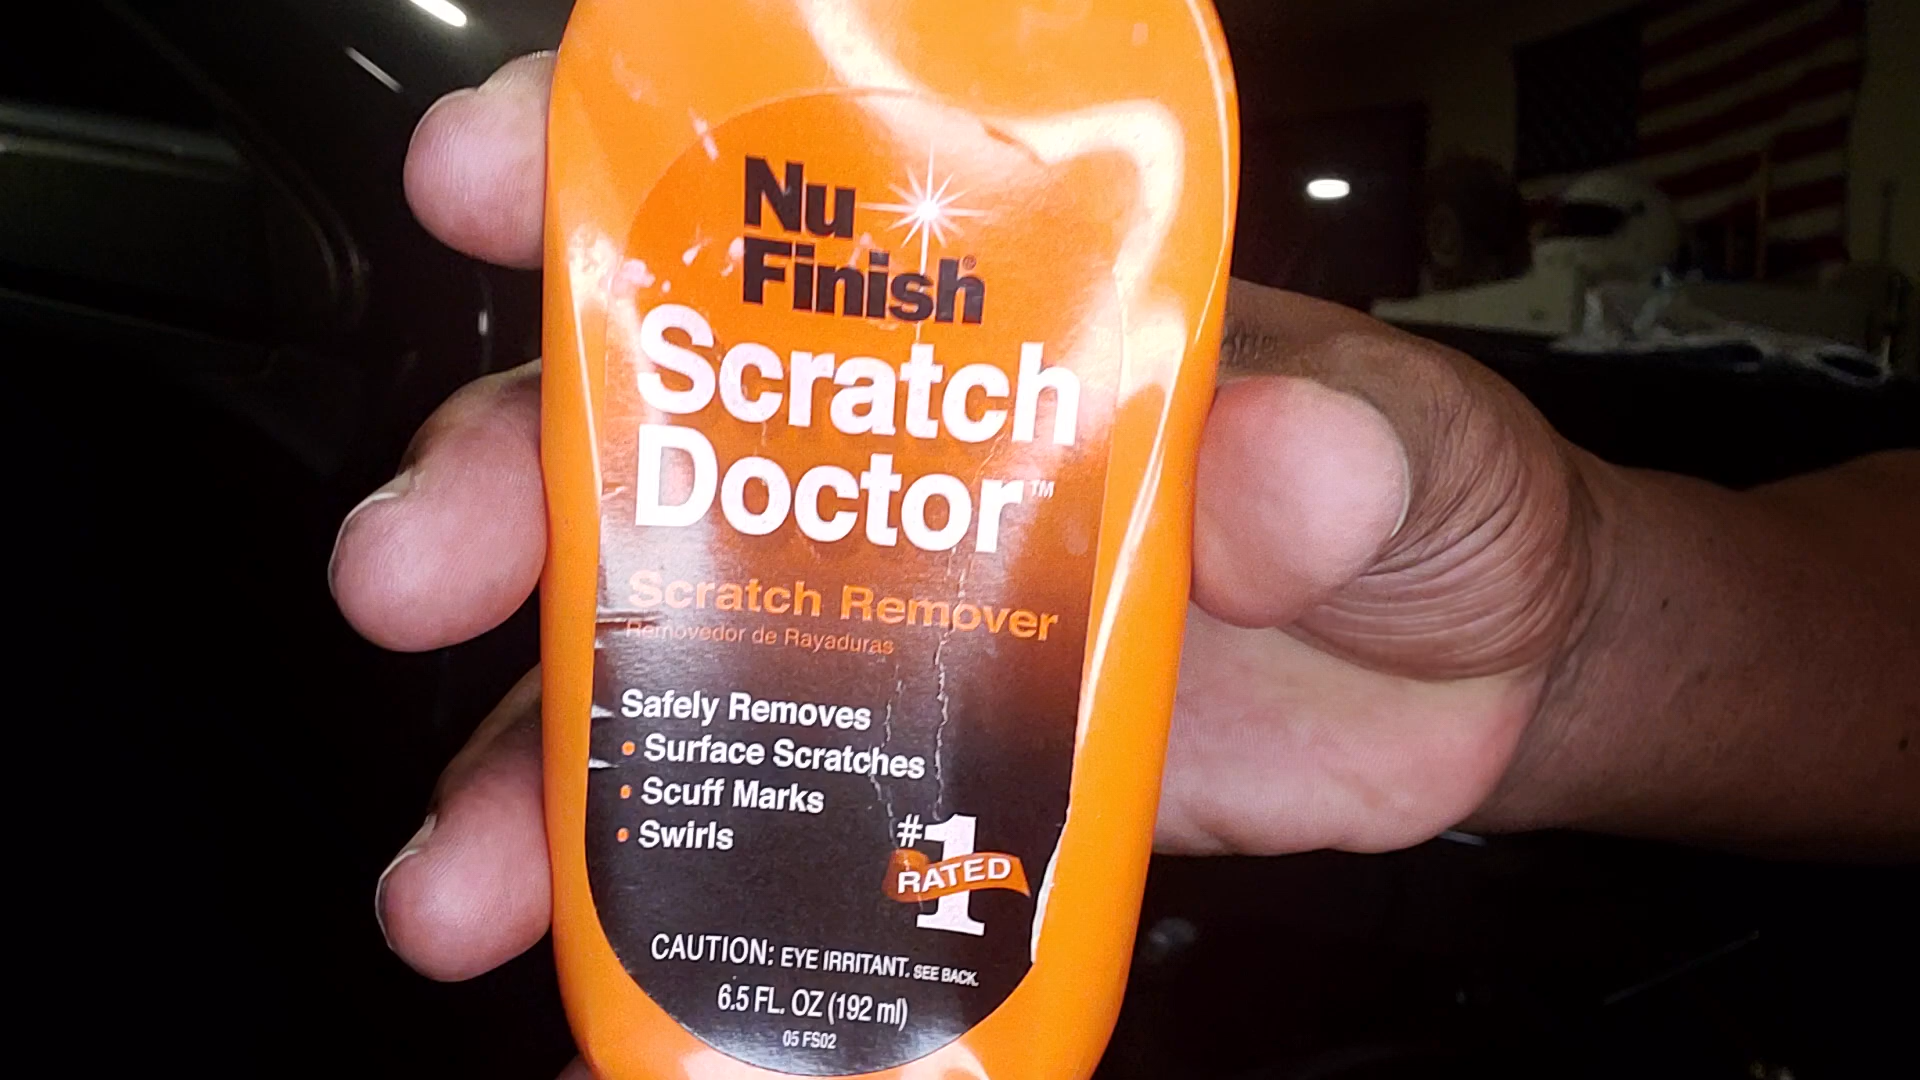 Nu
Finish®
Scratch
Doctor™
Scratch Remover
Removedor de Rayaduras
Safely Removes
• Surface Scratches
• Scuff Marks
• Swirls
#1
RATED
CAUTION: EYE IRRITANT. SEE BACK.
6.5 FL. OZ (192 ml)
05 FS02